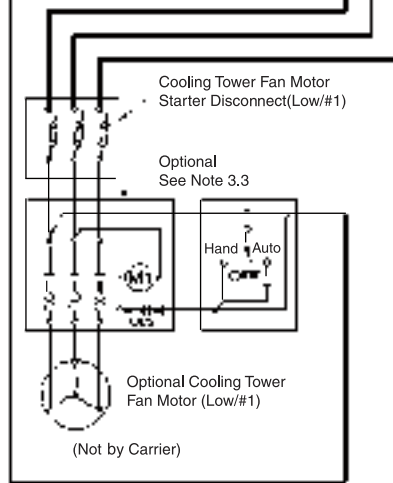 Cooling Tower Fan Motor
Starter Disconnect(Low/#1)
Optional
See Note 3.3
Hand Auto
OFF
M1
OL'S
Optional Cooling Tower
Fan Motor (Low/#1)
(Not by Carrier)